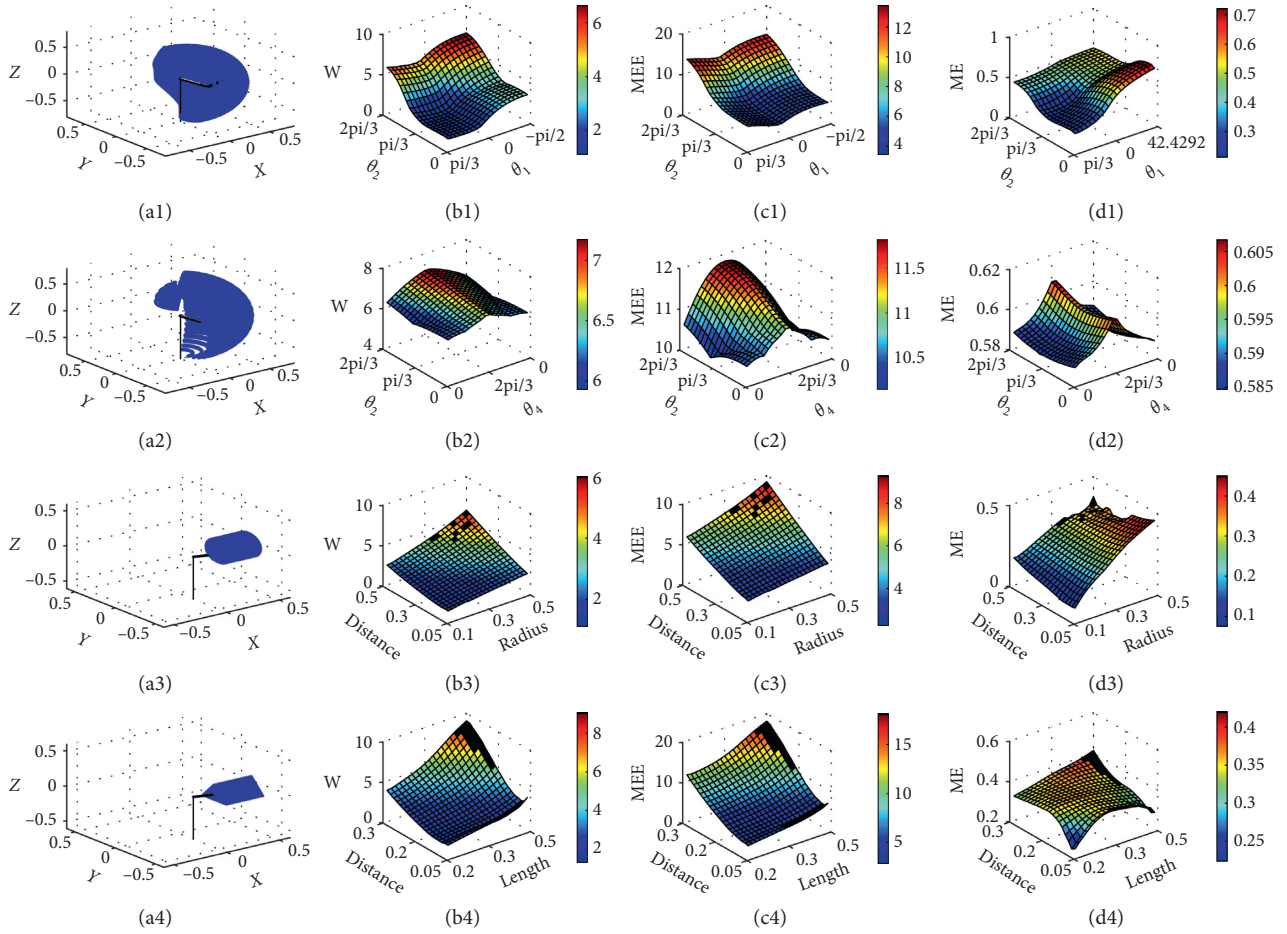 Z
0.5
0
−0.5
0.5
0
−0.5
Y
−0.5
0
0.5
X
(a1)
W
10
5
0
2pi/3
pi/3
0
θ2
pi/3
0
−pi/2
θ1
6
4
2
(b1)
MEE
20
10
0
2pi/3
pi/3
0
θ2
pi/3
0
−pi/2
θ1
12
10
8
6
4
(c1)
ME
1
0.5
0
2pi/3
pi/3
0
θ2
pi/3
0
42.4292
θ1
0.7
0.6
0.5
0.4
0.3
(d1)
Z
0.5
0
−0.5
0.5
0
−0.5
Y
−0.5
0
0.5
X
(a2)
W
8
6
4
2pi/3
pi/3
0
θ2
0
2pi/3
0
θ4
7
6.5
6
(b2)
MEE
12
11
10
2pi/3
pi/3
0
θ2
0
2pi/3
0
θ4
11.5
11
10.5
(c2)
ME
0.62
0.6
0.58
2pi/3
pi/3
0
θ2
0
2pi/3
0
θ4
0.605
0.6
0.595
0.59
0.585
(d2)
Z
0.5
0
−0.5
0.5
0
−0.5
Y
−0.5
0
0.5
X
(a3)
W
10
5
0
0.5
0.3
0.05
Distance
0.1
0.3
0.5
Radius
6
4
2
(b3)
MEE
10
5
0
0.5
0.3
0.05
Distance
0.1
0.3
0.5
Radius
8
6
4
(c3)
ME
0.5
0
0.5
0.3
0.05
Distance
0.1
0.3
0.5
Radius
0.4
0.3
0.2
0.1
(d3)
Z
0.5
0
−0.5
0.5
0
−0.5
Y
−0.5
0
0.5
X
(a4)
W
10
5
0
0.3
0.2
0.05
Distance
0.2
0.3
0.5
Length
8
6
4
2
(b4)
MEE
20
10
0
0.3
0.2
0.05
Distance
0.2
0.3
0.5
Length
15
10
5
(c4)
ME
0.6
0.4
0.2
0.3
0.2
0.05
Distance
0.2
0.3
0.5
Length
0.4
0.35
0.3
0.25
(d4)